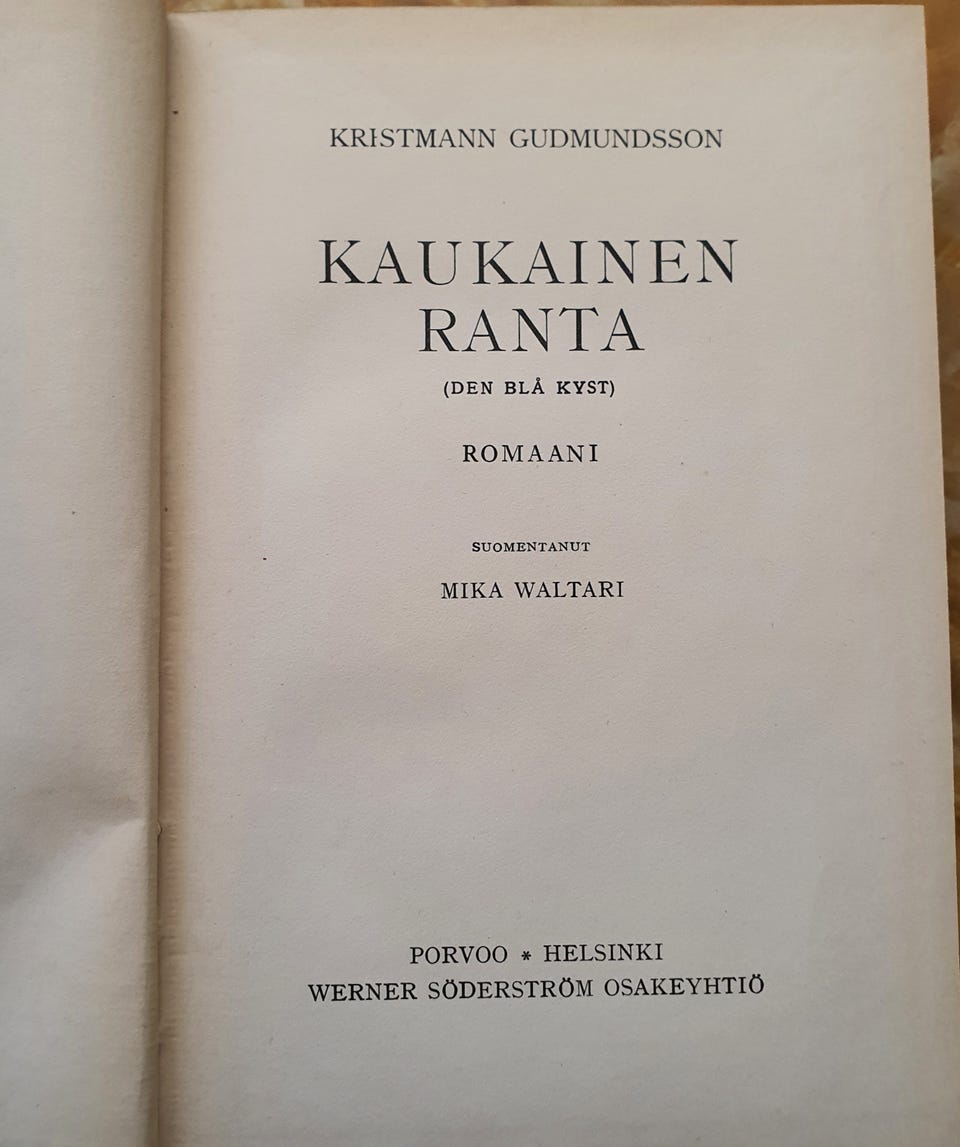 KRISTMANN GUDMUNDSSON
KAUKAINEN
RANTA
(DEN BLÅ KYST)
ROMAANI
SUOMENTANUT
MIKA WALTARI
PORVOO * HELSINKI
WERNER SÖDERSTRÖM OSAKEYHTIÖ